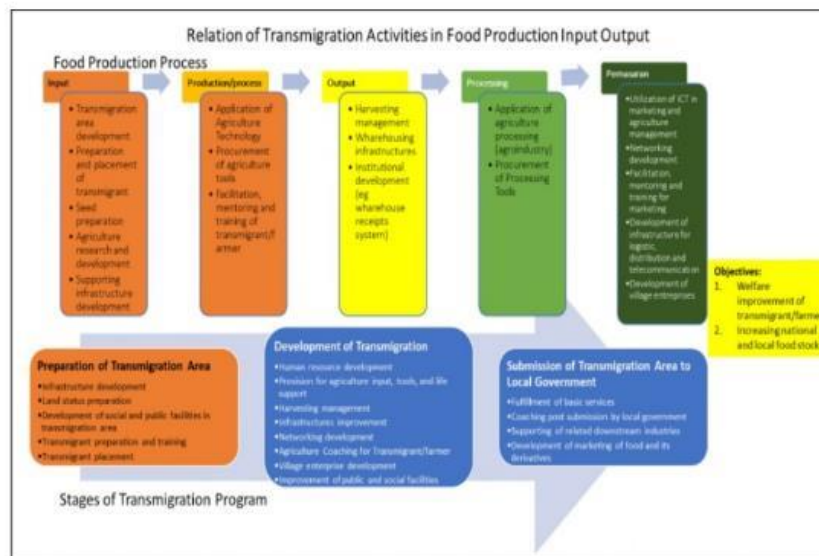 Relation of Transmigration Activities in Food Production Input Output
Food Production Process
Input
• Transmigration
area
development
• Preparation
and placement
of
transmigrant
• Seed
preparation
• Agriculture
research and
development
• Supporting
infrastructure
development
Production/process
• Application of
Agriculture
Technology
• Procurement
of agriculture
tools
• Facilitation,
mentoring and
training of
transmigrant/f
armer
Output
• Harvesting
management
• Wharehousing
infrastructures
• Institutional
development
(eg
wharehouse
receipts
system)
Processing
• Application of
agriculture
processing
(agroindustry)
• Procurement
of Processing
Tools
Pemasaran
• Utilization of ICT in
marketing and
agriculture
management
• Networking
development
• Facilitation,
mentoring and
training for
marketing
• Development of
infrastructure for
logistic,
distribution and
telecommunication
• Development of
village enterprises
Objectives:
1. Welfare
improvement of
transmigrant/farmer
2. Increasing national
and local food stock
Preparation of Transmigration Area
•Infrastructure development
•Land status preparation
•Development of social and public facilities in
transmigration area
•Transmigrant preparation and training
•Transmigrant placement
Development of Transmigration
•Human resource development
•Provision for agriculture input, tools, and life
support
•Harvesting management
•Infrastructures improvement
•Networking development
•Agriculture Coaching for Transmigrant/farmer
•Village enterprise development
•Improvement of public and social facilities
Submission of Transmigration Area to
Local Government
•Fulfillment of basic services
•Coaching post submission by local government
•Supporting of related downstream industries
•Development of marketing of food and its
derivatives
Stages of Transmigration Program